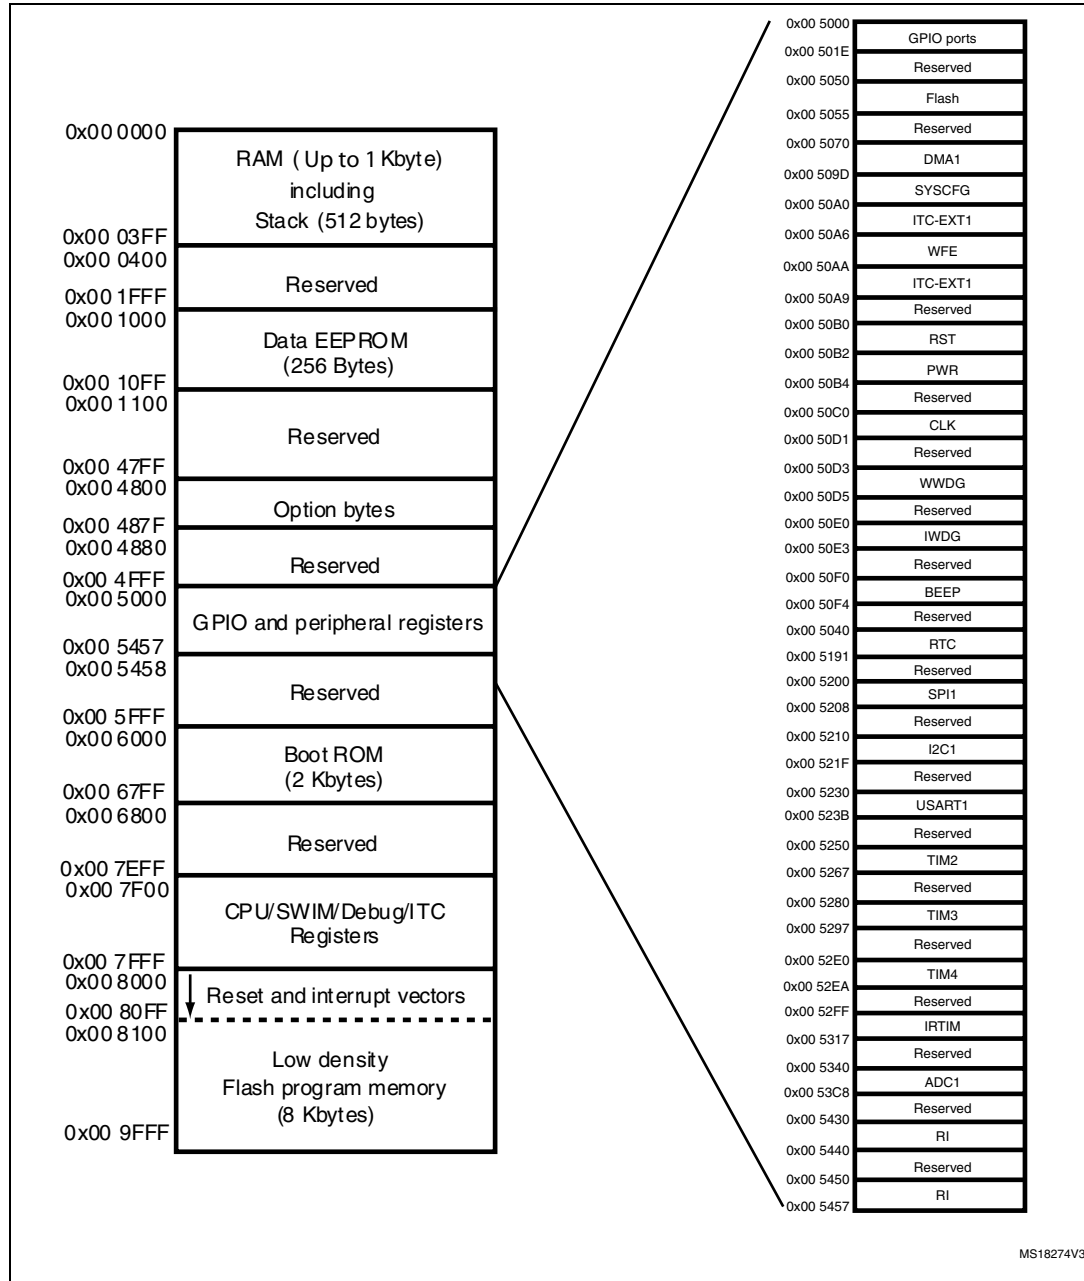 0x00 0000
RAM (Up to 1 Kbyte)
including
Stack (512 bytes)
0x00 03FF
0x00 0400
Reserved
0x00 1FFF
0x00 1000
Data EEPROM
(256 Bytes)
0x00 10FF
0x00 1100
Reserved
0x00 47FF
0x00 4800
Option bytes
0x00 487F
0x00 4880
Reserved
0x00 4FFF
0x00 5000
GPIO and peripheral registers
0x00 5457
0x00 5458
Reserved
0x00 5FFF
0x00 6000
Boot ROM
(2 Kbytes)
0x00 67FF
0x00 6800
Reserved
0x00 7EFF
0x00 7F00
CPU/SWIM/Debug/ITC
Registers
0x00 7FFF
0x00 8000
Reset and interrupt vectors
0x00 80FF
0x00 8100
Low density
Flash program memory
(8 Kbytes)
0x00 9FFF
0x00 5000
GPIO ports
0x00 501E
Reserved
0x00 5050
Flash
0x00 5055
Reserved
0x00 5070
DMA1
0x00 509D
SYSCFG
0x00 50A0
ITC-EXT1
0x00 50A6
WFE
0x00 50AA
ITC-EXT1
0x00 50A9
Reserved
0x00 50B0
RST
0x00 50B2
PWR
0x00 50B4
Reserved
0x00 50C0
CLK
0x00 50D1
Reserved
0x00 50D3
WWDG
0x00 50D5
Reserved
0x00 50E0
IWDG
0x00 50E3
Reserved
0x00 50F0
BEEP
0x00 50F4
Reserved
0x00 5040
RTC
0x00 5191
Reserved
0x00 5200
SPI1
0x00 5208
Reserved
0x00 5210
I2C1
0x00 521F
Reserved
0x00 5230
USART1
0x00 523B
Reserved
0x00 5250
TIM2
0x00 5267
Reserved
0x00 5280
TIM3
0x00 5297
Reserved
0x00 52E0
TIM4
0x00 52EA
Reserved
0x00 52FF
IRTIM
0x00 5317
Reserved
0x00 5340
ADC1
0x00 53C8
Reserved
0x00 5430
RI
0x00 5440
Reserved
0x00 5450
RI
0x00 5457
MS18274V3